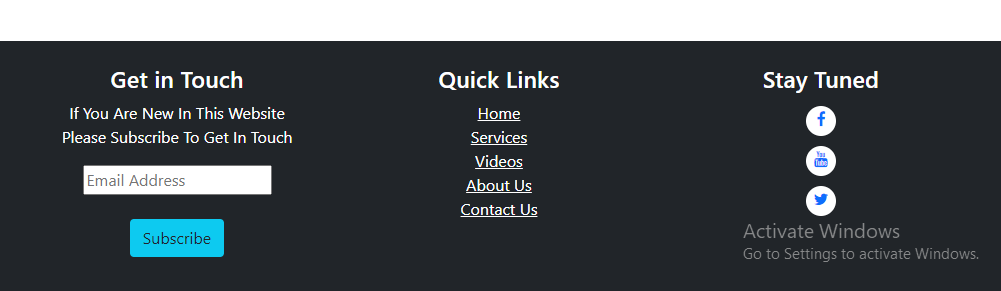 Get in Touch
If You Are New In This Website
Please Subscribe To Get In Touch
Email Address
Subscribe
Quick Links
Home
Services
Videos
About Us
Contact Us
Stay Tuned
You
Tube
Activate Windows
Go to Settings to activate Windows.